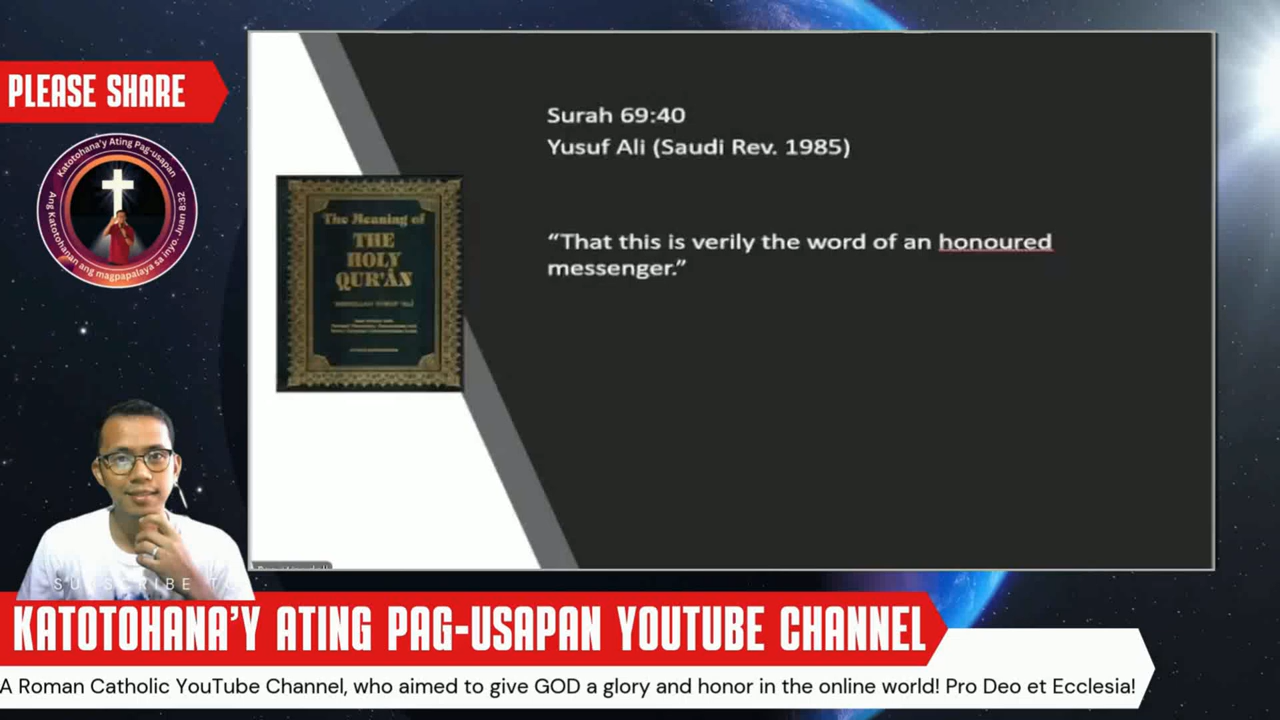 PLEASE SHARE
Katotohana'y Ating Pag-usapan
Ang Katotohanan ang magpapalaya sa inyo. Juan 8:32
Surah 69:40
Yusuf Ali (Saudi Rev. 1985)
The Meaning of
THE
HOLY
QUR'ÂN
“That this is verily the word of an honoured
messenger.”
SUBSCRIBE
KATOTOHANA'Y ATING PAG-USAPAN YOUTUBE CHANNEL
A Roman Catholic YouTube Channel, who aimed to give GOD a glory and honor in the online world! Pro Deo et Ecclesia!